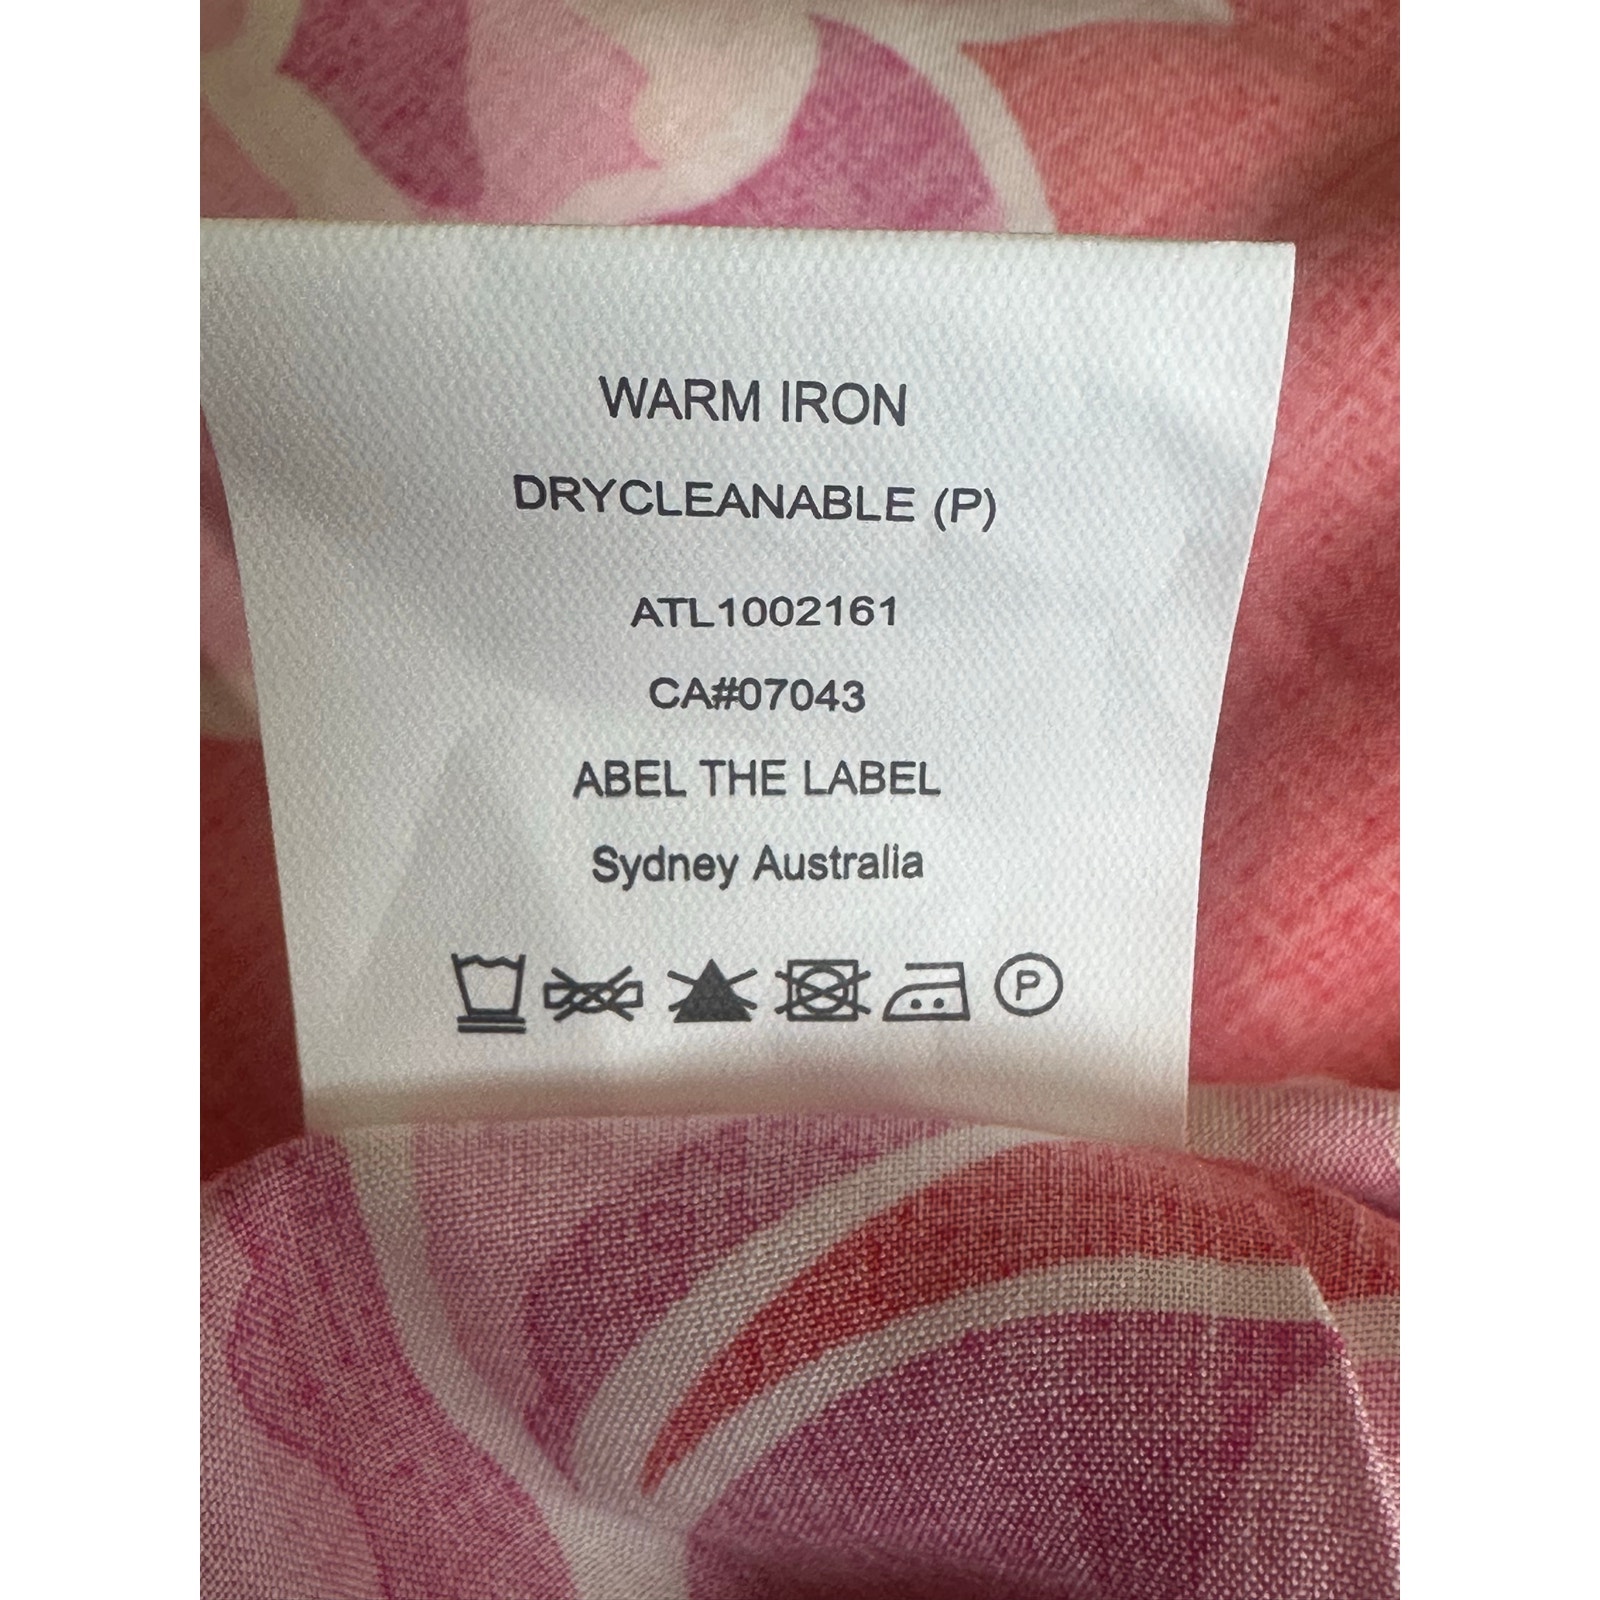 WARM IRON
DRYCLEANABLE (P)
ATL1002161
CA#07043
ABEL THE LABEL
Sydney Australia
P